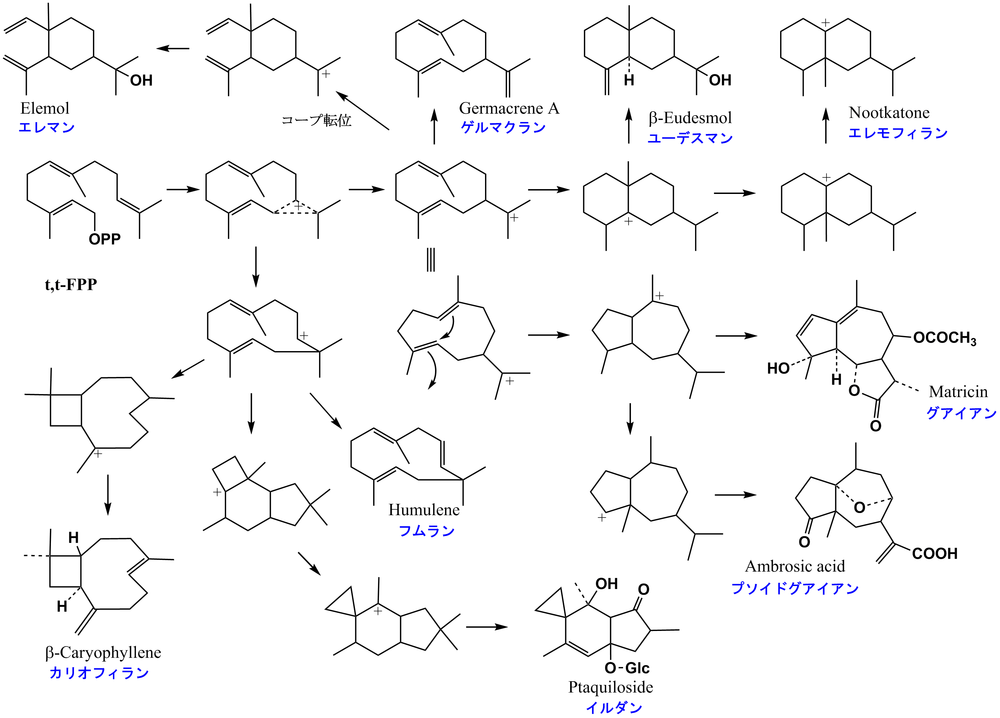 OH
Elemol
エレマン
+
コープ転位
Germacrene A
ゲルマクラン
H
OH
β-Eudesmol
ユーデスマン
+
Nootkatone
エレモフィラン
OPP
t,t-FPP
+
+
+
+
+
+
+
OCOCH3
HO
H
O
O
Matricin
グアイアン
+
H
H
β-Caryophyllene
カリオフィラン
+
Humulene
フムラン
+
O
O
COOH
Ambrosic acid
プソイドグアイアン
+
OH
O
O-Glc
Ptaquiloside
イルダン